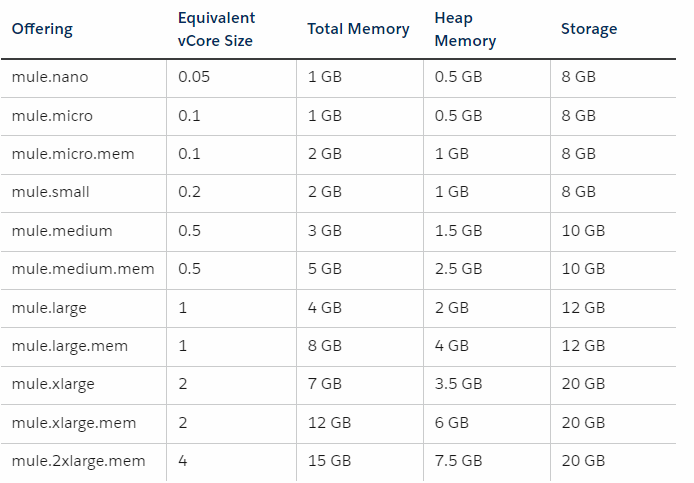 Offering Equivalent vCore Size Total Memory Heap Memory Storage
mule.nano 0.05 1 GB 0.5 GB 8 GB
mule.micro 0.1 1 GB 0.5 GB 8 GB
mule.micro.mem 0.1 2 GB 1 GB 8 GB
mule.small 0.2 2 GB 1 GB 8 GB
mule.medium 0.5 3 GB 1.5 GB 10 GB
mule.medium.mem 0.5 5 GB 2.5 GB 10 GB
mule.large 1 4 GB 2 GB 12 GB
mule.large.mem 1 8 GB 4 GB 12 GB
mule.xlarge 2 7 GB 3.5 GB 20 GB
mule.xlarge.mem 2 12 GB 6 GB 20 GB
mule.2xlarge.mem 4 15 GB 7.5 GB 20 GB